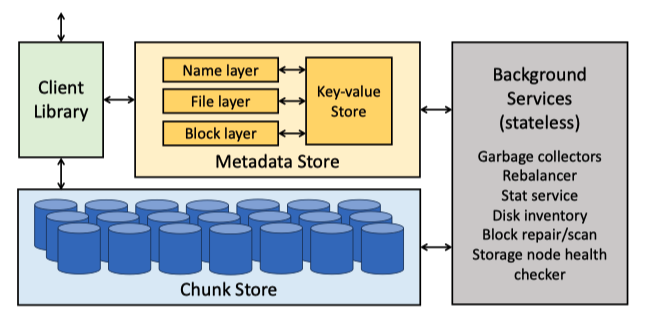 Client
Library
Name layer
File layer
Block layer
Key-value
Store
Metadata Store
Chunk Store
Background
Services
(stateless)
Garbage collectors
Rebalancer
Stat service
Disk inventory
Block repair/scan
Storage node health
checker